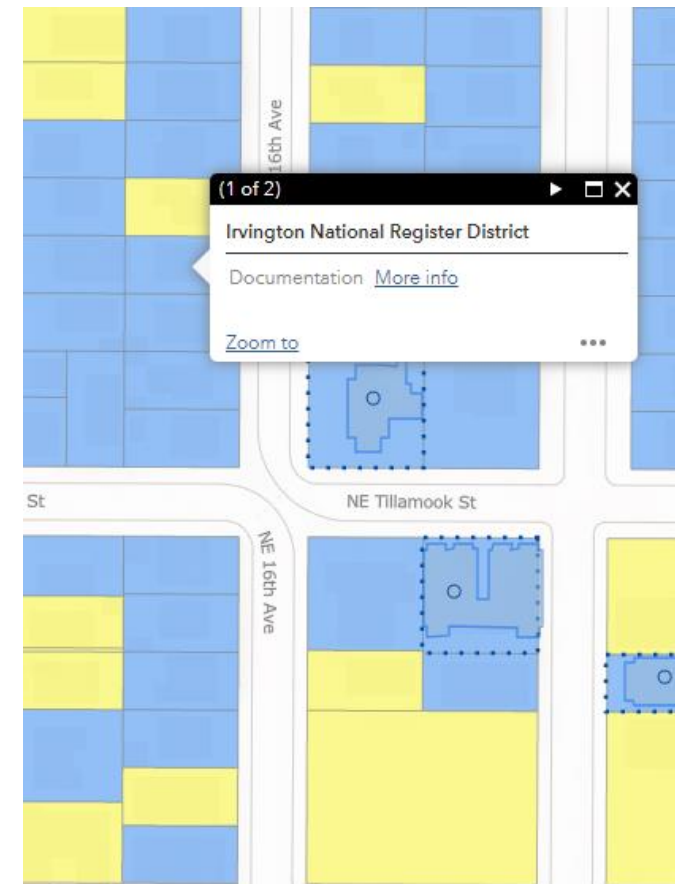 16th Ave
(1 of 2)
Irvington National Register District
Documentation More info
Zoom to
St
NE Tillamook St
NE 16th Ave